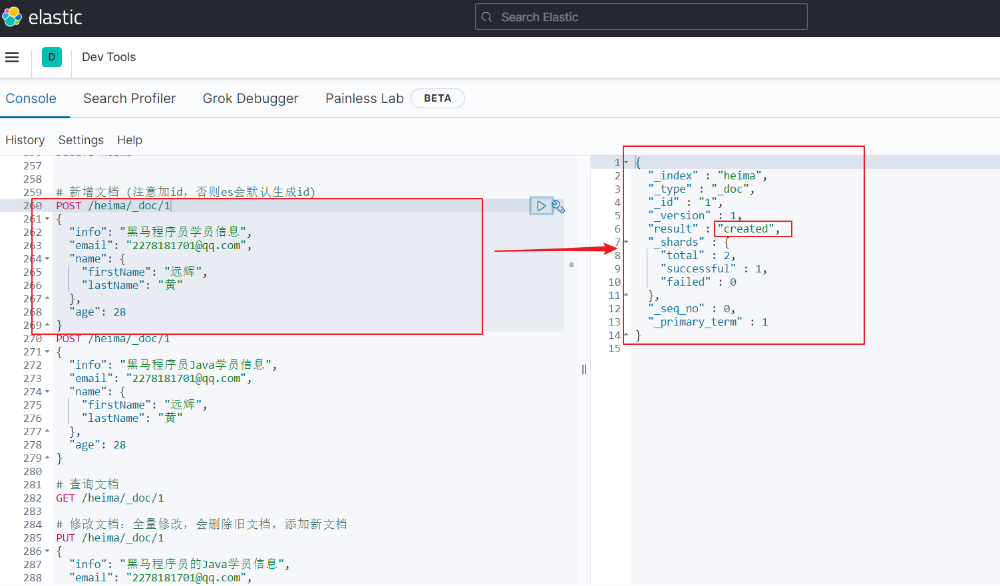 elastic
Search Elastic
D
Dev Tools
Console
Search Profiler
Grok Debugger
Painless Lab
BETA
History
Settings
Help
257
258
259 # 新增文档 (注意加id，否则es会默认生成id)
260 POST /heima/_doc/1
261 {
262 "info": "黑马程序员学员信息",
263 "email": "2278181701@qq.com",
264 "name": {
265 "firstName": "远辉",
266 "lastName": "黄"
267 },
268 "age": 28
269 }
270 POST /heima/_doc/1
271 {
272 "info": "黑马程序员Java学员信息",
273 "email": "2278181701@qq.com",
274 "name": {
275 "firstName": "远辉",
276 "lastName": "黄"
277 },
278 "age": 28
279 }
280
281 # 查询文档
282 GET /heima/_doc/1
283
284 # 修改文档：全量修改，会删除旧文档，添加新文档
285 PUT /heima/_doc/1
286 {
287 "info": "黑马程序员的Java学员信息",
288 "email": "2278181701@qq.com",
1 {
2 "_index" : "heima",
3 "_type" : "_doc",
4 "_id" : "1",
5 "_version" : 1,
6 "result" : "created",
7 "_shards" : {
8 "total" : 2,
9 "successful" : 1,
10 "failed" : 0
11 },
12 "_seq_no" : 0,
13 "_primary_term" : 1
14 }
15